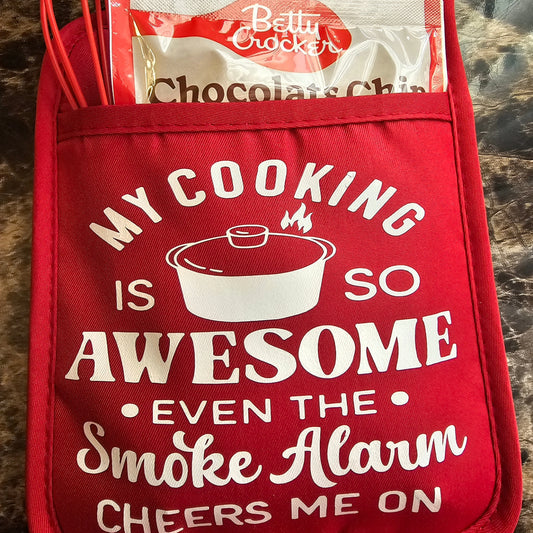 Betty
Crocker
Chocolate Chip
MY COOKING
IS SO
AWESOME
• EVEN THE •
Smoke Alarm
CHEERS ME ON